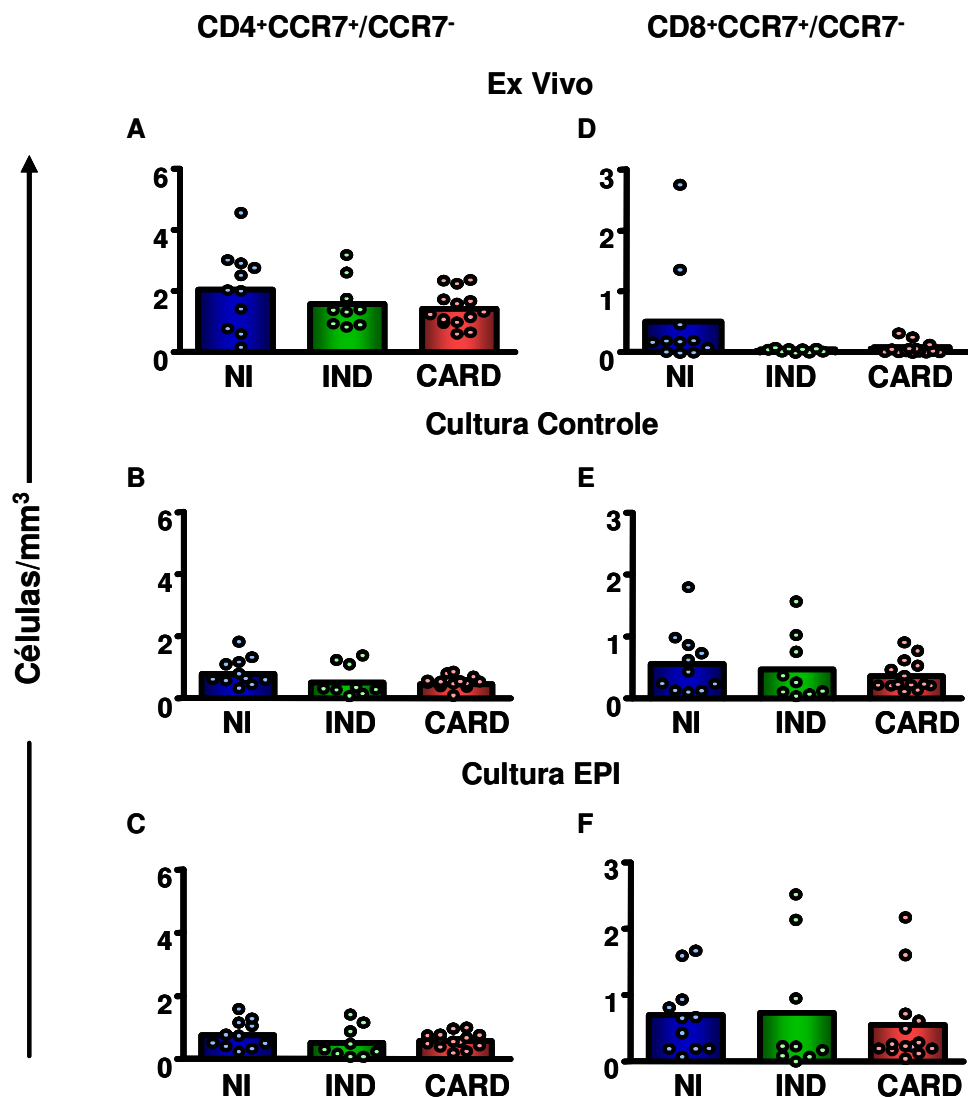 CD4⁺CCR7⁺/CCR7⁻
CD8⁺CCR7⁺/CCR7⁻
Ex Vivo
A
6
4
2
0
NI IND CARD
D
3
2
1
0
NI IND CARD
Cultura Controle
B
6
4
2
0
NI IND CARD
E
3
2
1
0
NI IND CARD
Cultura EPI
C
6
4
2
0
NI IND CARD
F
3
2
1
0
NI IND CARD
Células/mm³